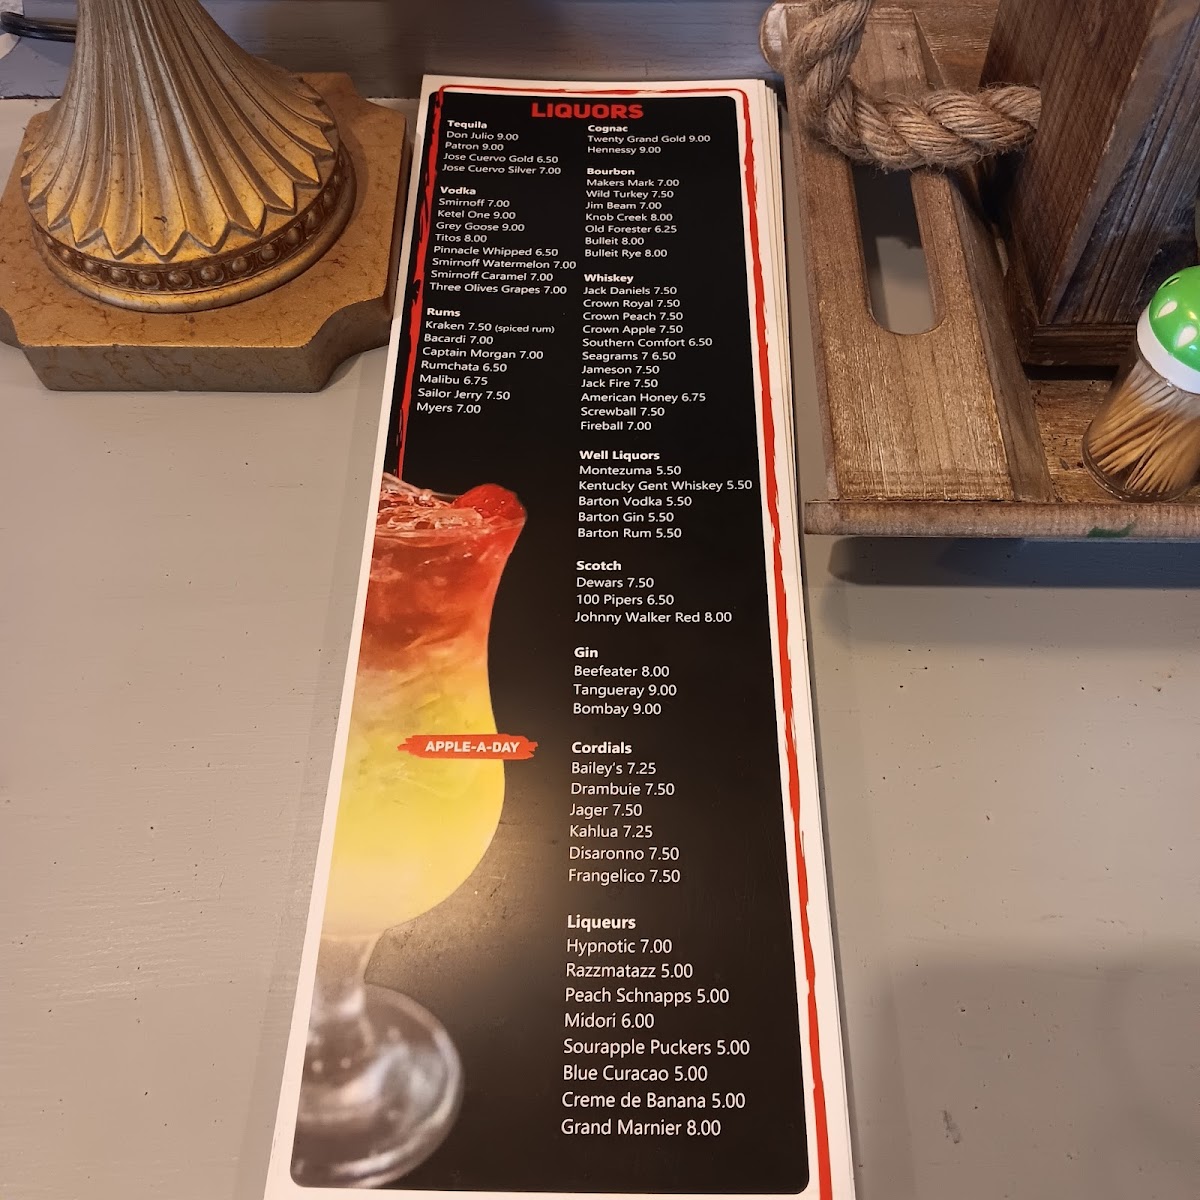 LIQUORS
Tequila
Don Julio 9.00
Patron 9.00
Jose Cuervo Gold 6.50
Jose Cuervo Silver 7.00
Vodka
Smirnoff 7.00
Ketel One 9.00
Grey Goose 9.00
Titos 8.00
Pinnacle Whipped 6.50
Smirnoff Watermelon 7.00
Smirnoff Caramel 7.00
Three Olives Grapes 7.00
Rums
Kraken 7.50 (spiced rum)
Bacardi 7.00
Captain Morgan 7.00
Rumchata 6.50
Malibu 6.75
Sailor Jerry 7.50
Myers 7.00
APPLE-A-DAY
Cognac
Twenty Grand Gold 9.00
Hennessy 9.00
Bourbon
Makers Mark 7.00
Wild Turkey 7.50
Jim Beam 7.00
Knob Creek 8.00
Old Forester 6.25
Bulleit 8.00
Bulleit Rye 8.00
Whiskey
Jack Daniels 7.50
Crown Royal 7.50
Crown Peach 7.50
Crown Apple 7.50
Southern Comfort 6.50
Seagrams 7 6.50
Jameson 7.50
Jack Fire 7.50
American Honey 6.75
Screwball 7.50
Fireball 7.00
Well Liquors
Montezuma 5.50
Kentucky Gent Whiskey 5.50
Barton Vodka 5.50
Barton Gin 5.50
Barton Rum 5.50
Scotch
Dewars 7.50
100 Pipers 6.50
Johnny Walker Red 8.00
Gin
Beefeater 8.00
Tangueray 9.00
Bombay 9.00
Cordials
Bailey's 7.25
Drambuie 7.50
Jager 7.50
Kahlua 7.25
Disaronno 7.50
Frangelico 7.50
Liqueurs
Hypnotic 7.00
Razzmatazz 5.00
Peach Schnapps 5.00
Midori 6.00
Sourapple Puckers 5.00
Blue Curacao 5.00
Creme de Banana 5.00
Grand Marnier 8.00